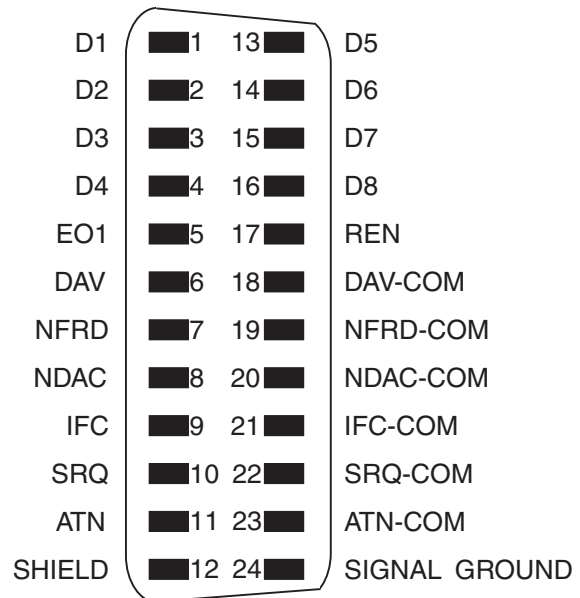 D1 1 13 D5
D2 2 14 D6
D3 3 15 D7
D4 4 16 D8
EO1 5 17 REN
DAV 6 18 DAV-COM
NFRD 7 19 NFRD-COM
NDAC 8 20 NDAC-COM
IFC 9 21 IFC-COM
SRQ 10 22 SRQ-COM
ATN 11 23 ATN-COM
SHIELD 12 24 SIGNAL GROUND